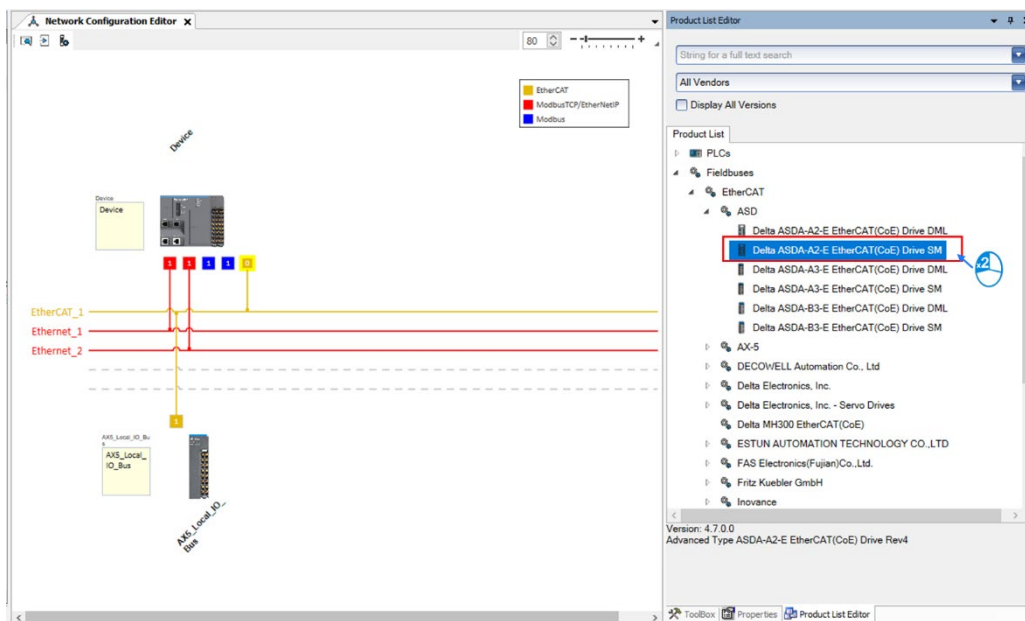 Network Configuration Editor
80
EtherCAT
ModbusTCP/EtherNetIP
Modbus
Device
Device
Device
1 1 1 1 0
EtherCAT_1
Ethernet_1
Ethernet_2
1
AX5_Local_IO_Bu
s
AX5_Local_
IO_Bus
AX5_Local_IO_
Bus
Product List Editor
String for a full text search
All Vendors
Display All Versions
Product List
PLCs
Fieldbuses
EtherCAT
ASD
Delta ASDA-A2-E EtherCAT(CoE) Drive DML
Delta ASDA-A2-E EtherCAT(CoE) Drive SM
x2
Delta ASDA-A3-E EtherCAT(CoE) Drive DML
Delta ASDA-A3-E EtherCAT(CoE) Drive SM
Delta ASDA-B3-E EtherCAT(CoE) Drive DML
Delta ASDA-B3-E EtherCAT(CoE) Drive SM
AX-5
DECOWELL Automation Co., Ltd
Delta Electronics, Inc.
Delta Electronics, Inc. - Servo Drives
Delta MH300 EtherCAT(CoE)
ESTUN AUTOMATION TECHNOLOGY CO.,LTD
FAS Electronics(Fujian)Co.,Ltd.
Fritz Kuebler GmbH
Inovance
Version: 4.7.0.0
Advanced Type ASDA-A2-E EtherCAT(CoE) Drive Rev4
ToolBox Properties Product List Editor